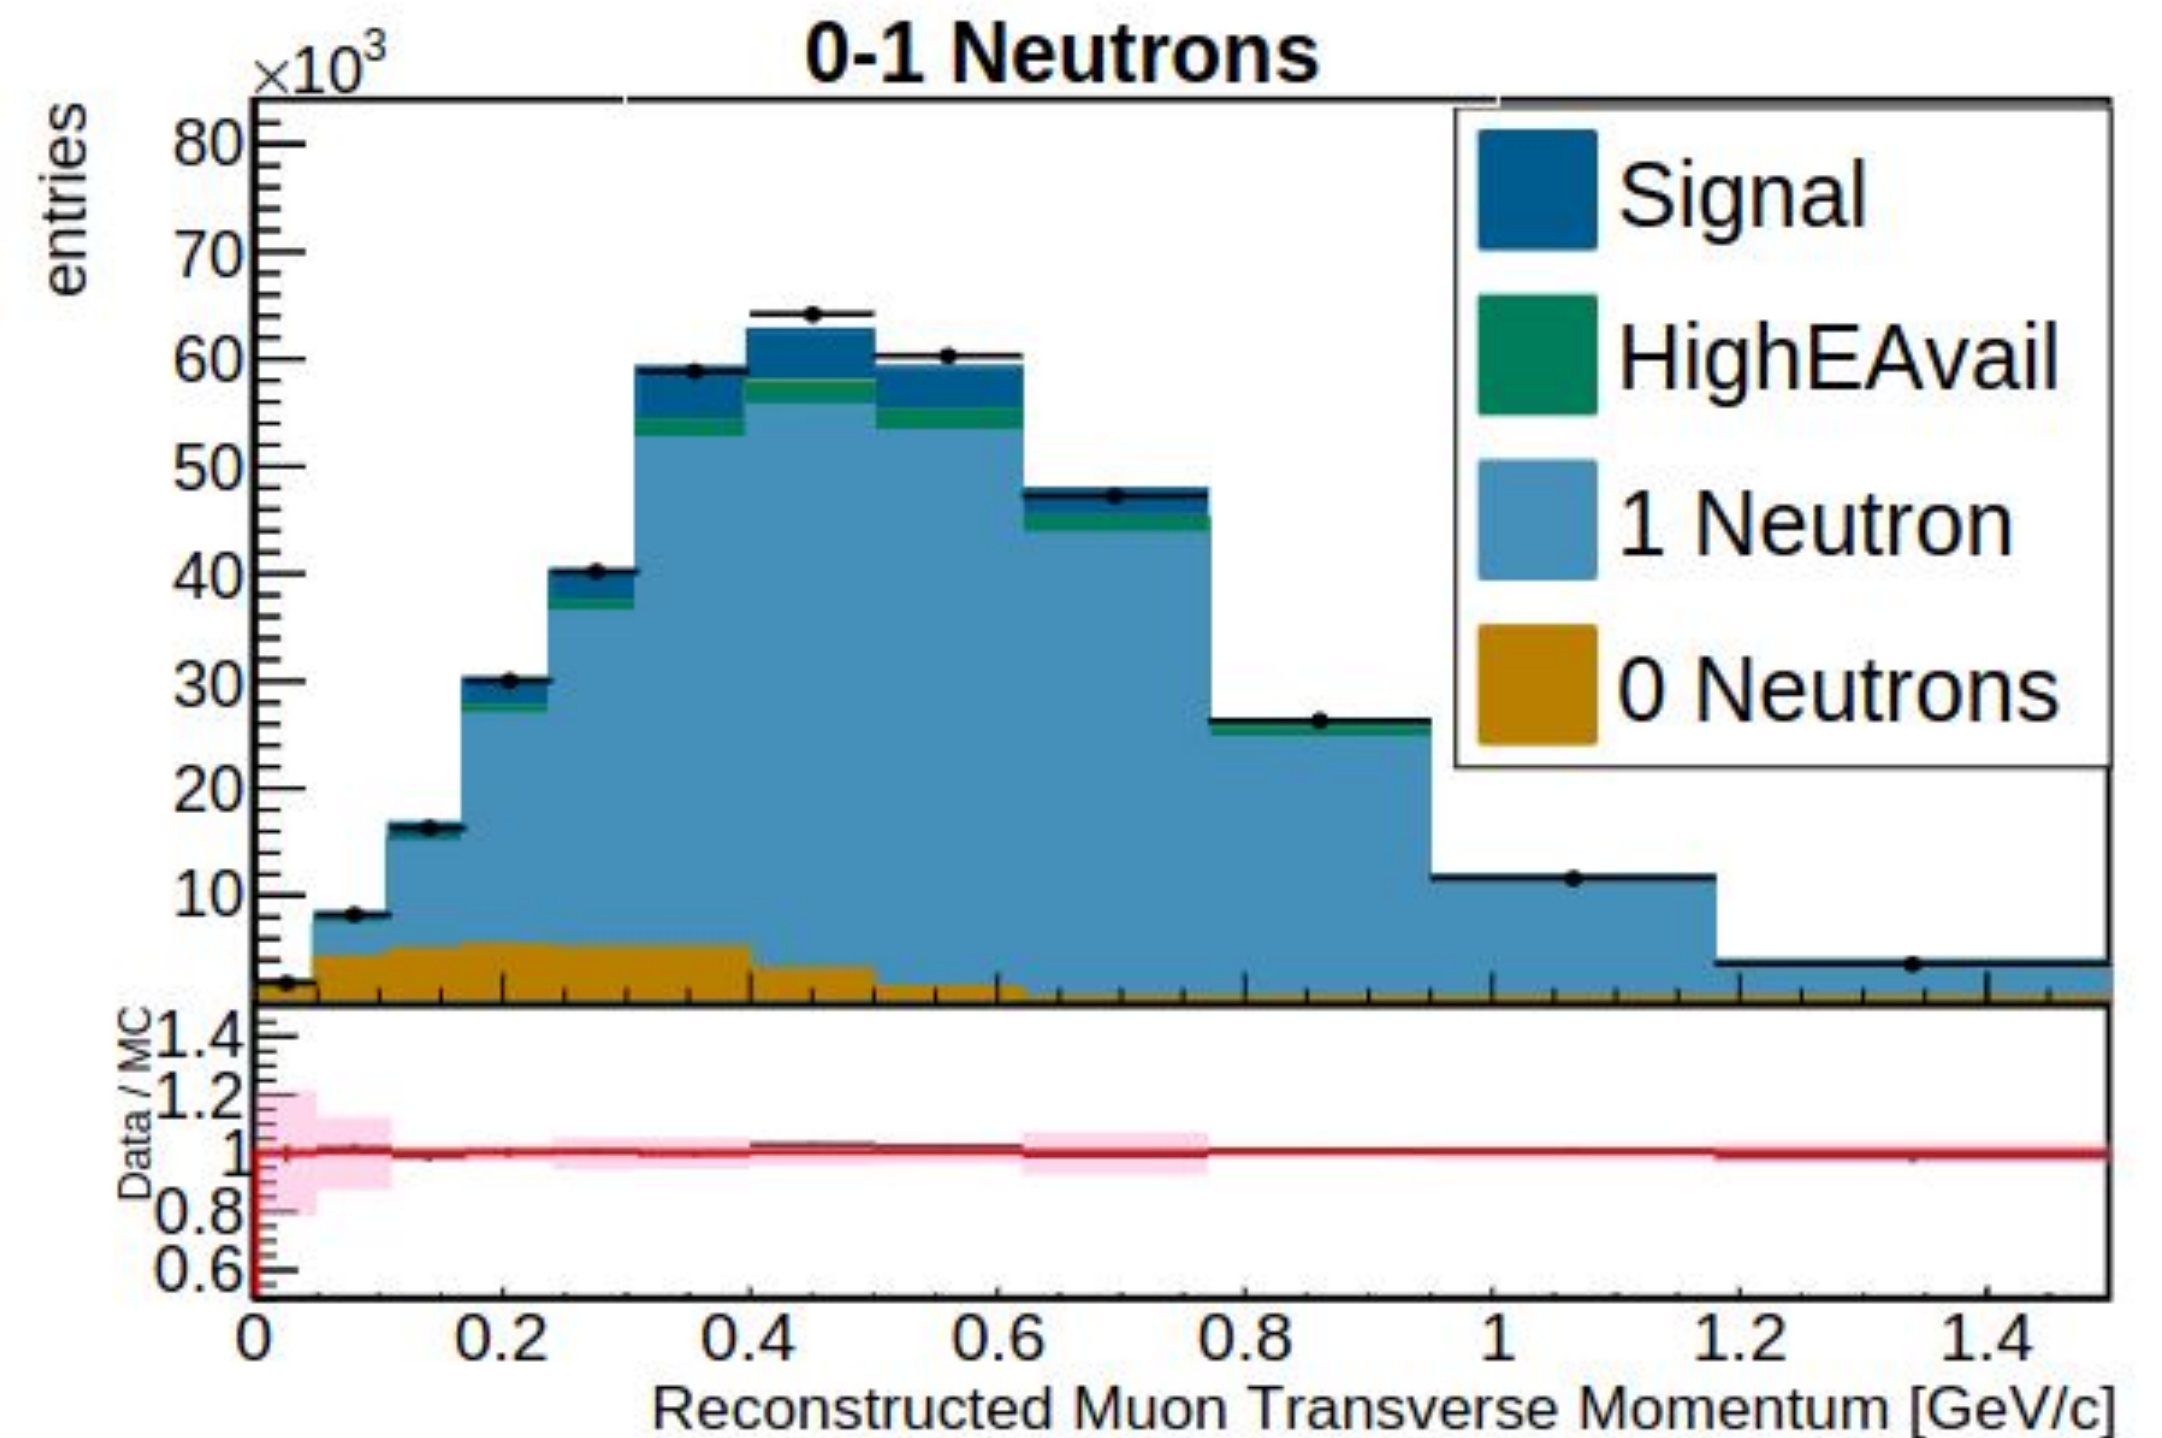 0-1 Neutrons
×10³
entries
80
70
60
50
40
30
20
10
Signal
HighEAvail
1 Neutron
0 Neutrons
Data / MC
1.4
1.2
1
0.8
0.6
0 0.2 0.4 0.6 0.8 1 1.2 1.4
Reconstructed Muon Transverse Momentum [GeV/c]